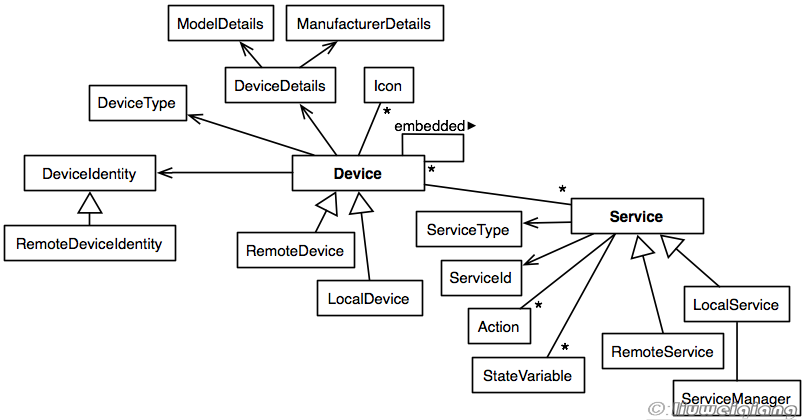 ModelDetails
ManufacturerDetails
DeviceDetails
Icon
DeviceType
embedded
*
*
DeviceIdentity
Device
*
Service
ServiceType
RemoteDeviceIdentity
RemoteDevice
ServiceId
LocalDevice
LocalService
*
Action
*
RemoteService
StateVariable
ServiceManager
©:liuweiqiang